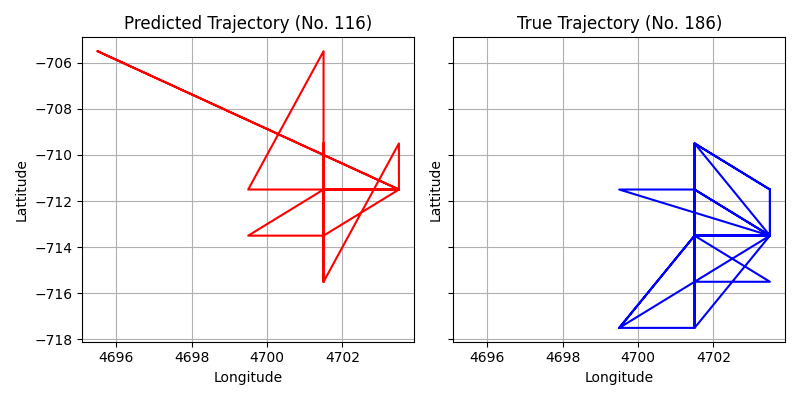 Predicted Trajectory (No. 116)
True Trajectory (No. 186)
−706
−708
−710
−712
−714
−716
−718
Lattitude
Lattitude
4696 4698 4700 4702
4696 4698 4700 4702
Longitude
Longitude